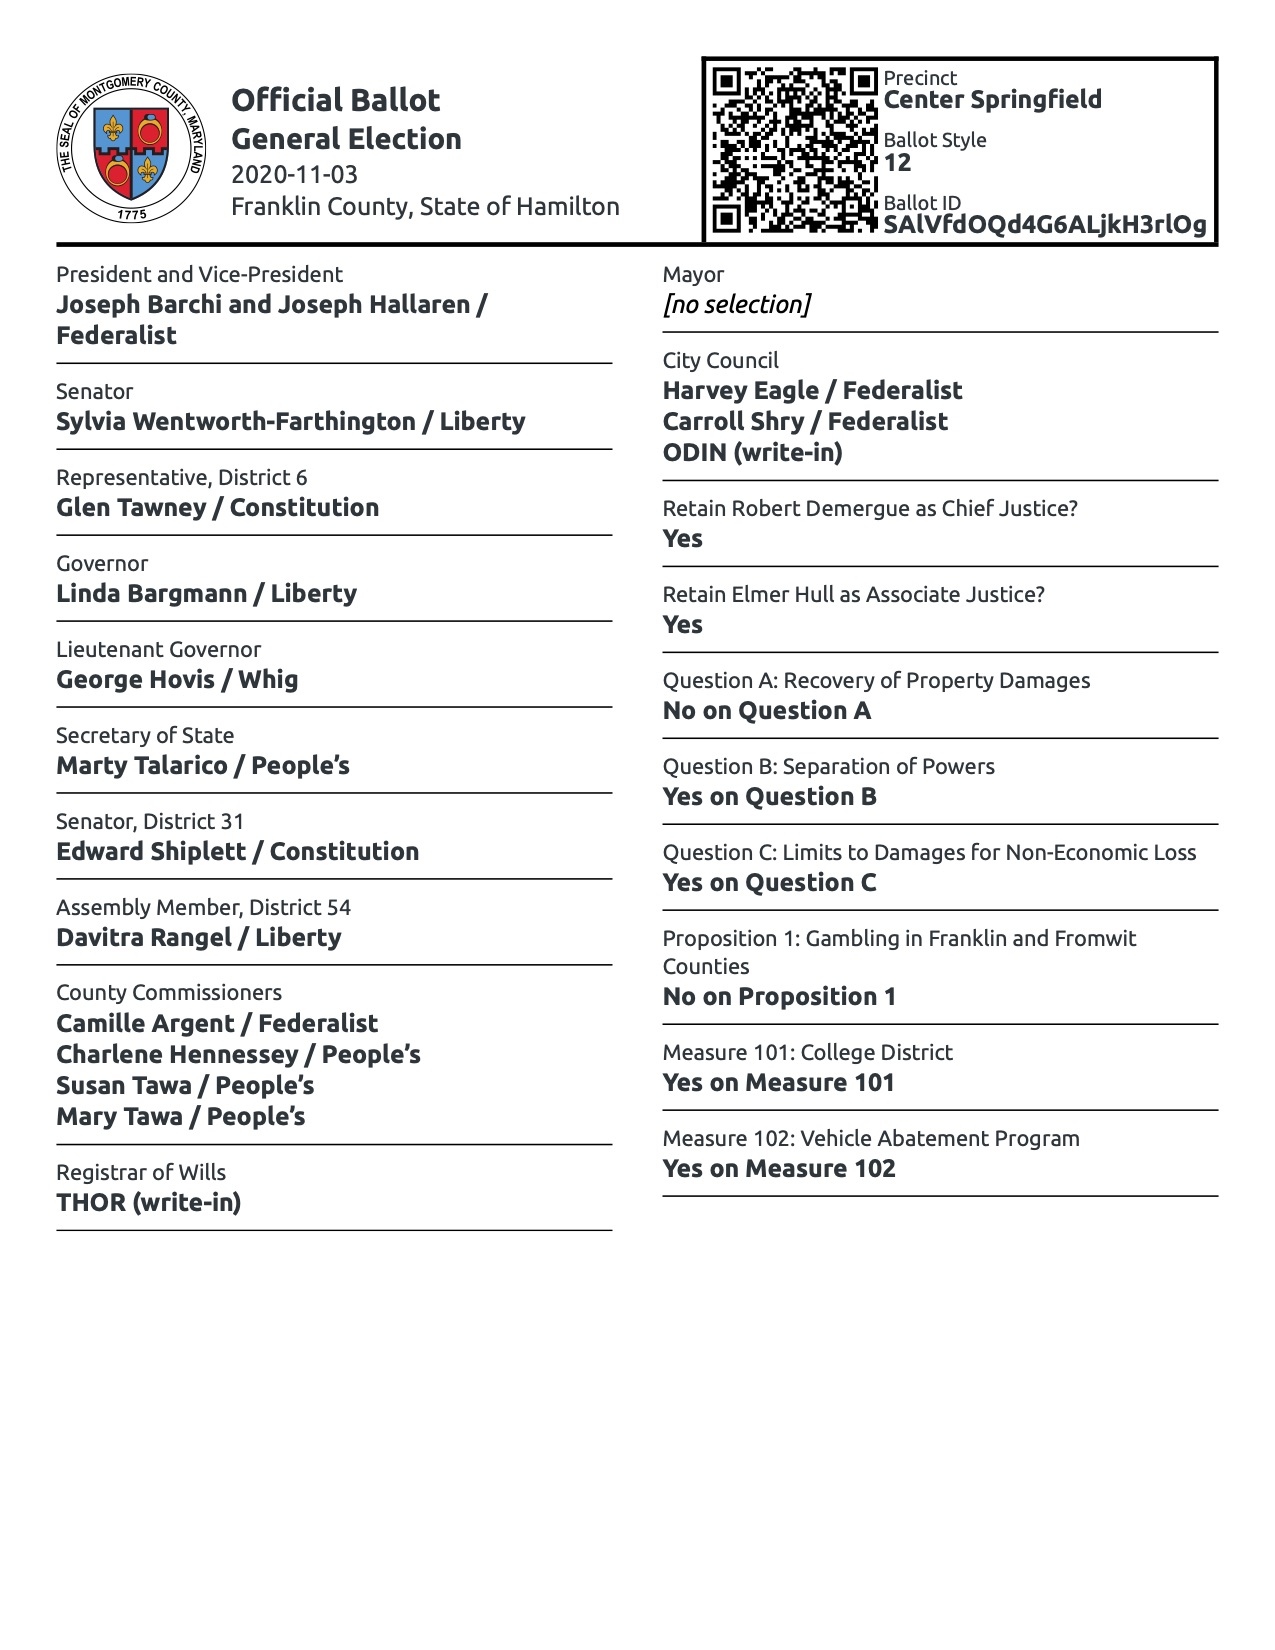 THE SEAL OF MONTGOMERY COUNTY, MARYLAND
1775
Official Ballot
General Election
2020-11-03
Franklin County, State of Hamilton
Precinct
Center Springfield
Ballot Style
12
Ballot ID
SAlVfdOQd4G6ALjkH3rlOg
President and Vice-President
Joseph Barchi and Joseph Hallaren /
Federalist
Senator
Sylvia Wentworth-Farthington / Liberty
Representative, District 6
Glen Tawney / Constitution
Governor
Linda Bargmann / Liberty
Lieutenant Governor
George Hovis / Whig
Secretary of State
Marty Talarico / People’s
Senator, District 31
Edward Shiplett / Constitution
Assembly Member, District 54
Davitra Rangel / Liberty
County Commissioners
Camille Argent / Federalist
Charlene Hennessey / People’s
Susan Tawa / People’s
Mary Tawa / People’s
Registrar of Wills
THOR (write-in)
Mayor
[no selection]
City Council
Harvey Eagle / Federalist
Carroll Shry / Federalist
ODIN (write-in)
Retain Robert Demergue as Chief Justice?
Yes
Retain Elmer Hull as Associate Justice?
Yes
Question A: Recovery of Property Damages
No on Question A
Question B: Separation of Powers
Yes on Question B
Question C: Limits to Damages for Non-Economic Loss
Yes on Question C
Proposition 1: Gambling in Franklin and Fromwit
Counties
No on Proposition 1
Measure 101: College District
Yes on Measure 101
Measure 102: Vehicle Abatement Program
Yes on Measure 102